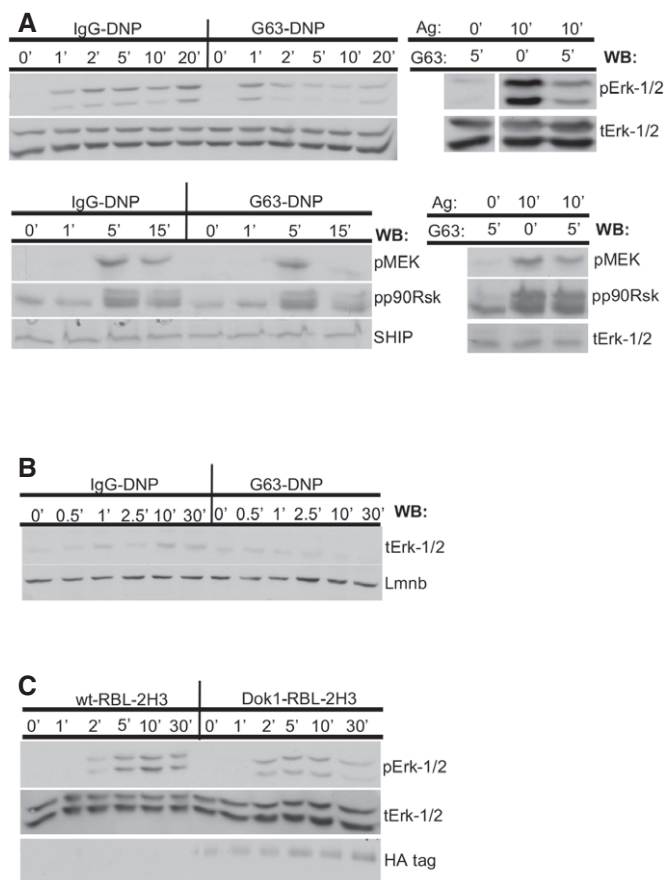 A
IgG-DNP G63-DNP
0' 1' 2' 5' 10' 20' 0' 1' 2' 5' 10' 20'
Ag: 0' 10' 10'
G63: 5' 0' 5' WB:
pErk-1/2
tErk-1/2
IgG-DNP G63-DNP
0' 1' 5' 15' 0' 1' 5' 15' WB:
pMEK
pp90Rsk
SHIP
Ag: 0' 10' 10'
G63: 5' 0' 5' WB:
pMEK
pp90Rsk
tErk-1/2
B
IgG-DNP G63-DNP
0' 0.5' 1' 2.5' 10' 30' 0' 0.5' 1' 2.5' 10' 30' WB:
tErk-1/2
Lmnb
C
wt-RBL-2H3 Dok1-RBL-2H3
0' 1' 2' 5' 10' 30' 0' 1' 2' 5' 10' 30'
pErk-1/2
tErk-1/2
HA tag